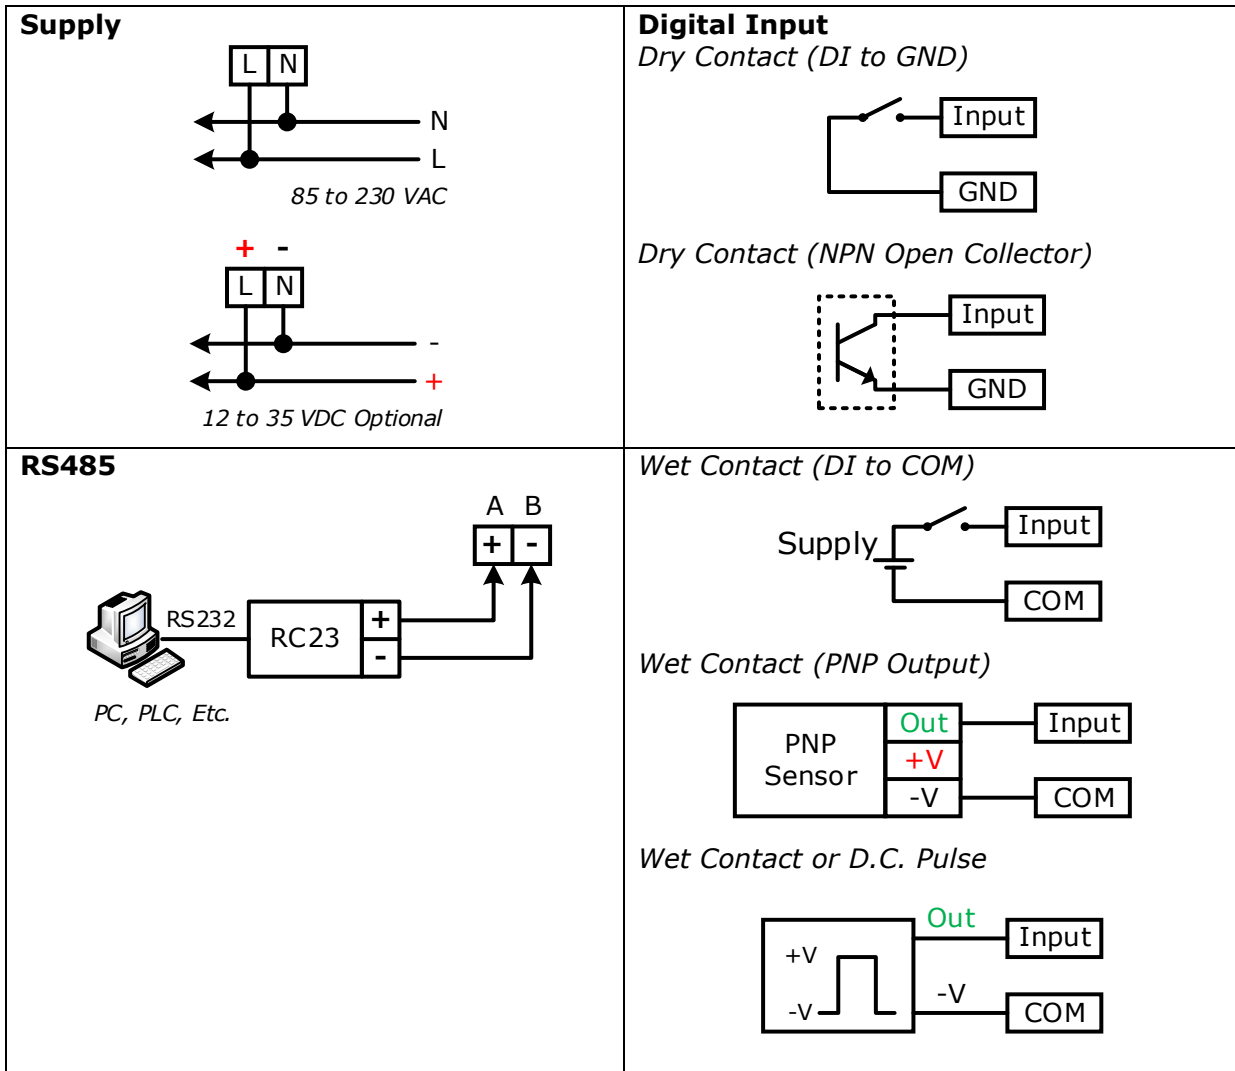 Supply
L N
N
L
85 to 230 VAC
+ -
L N
-
+
12 to 35 VDC Optional
Digital Input
Dry Contact (DI to GND)
Input
GND
Dry Contact (NPN Open Collector)
Input
GND
RS485
A B
+ -
RS232
RC23
+
-
PC, PLC, Etc.
Wet Contact (DI to COM)
Supply
Input
COM
Wet Contact (PNP Output)
PNP
Sensor
Out
+V
-V
Input
COM
Wet Contact or D.C. Pulse
+V
-V
Out
-V
Input
COM